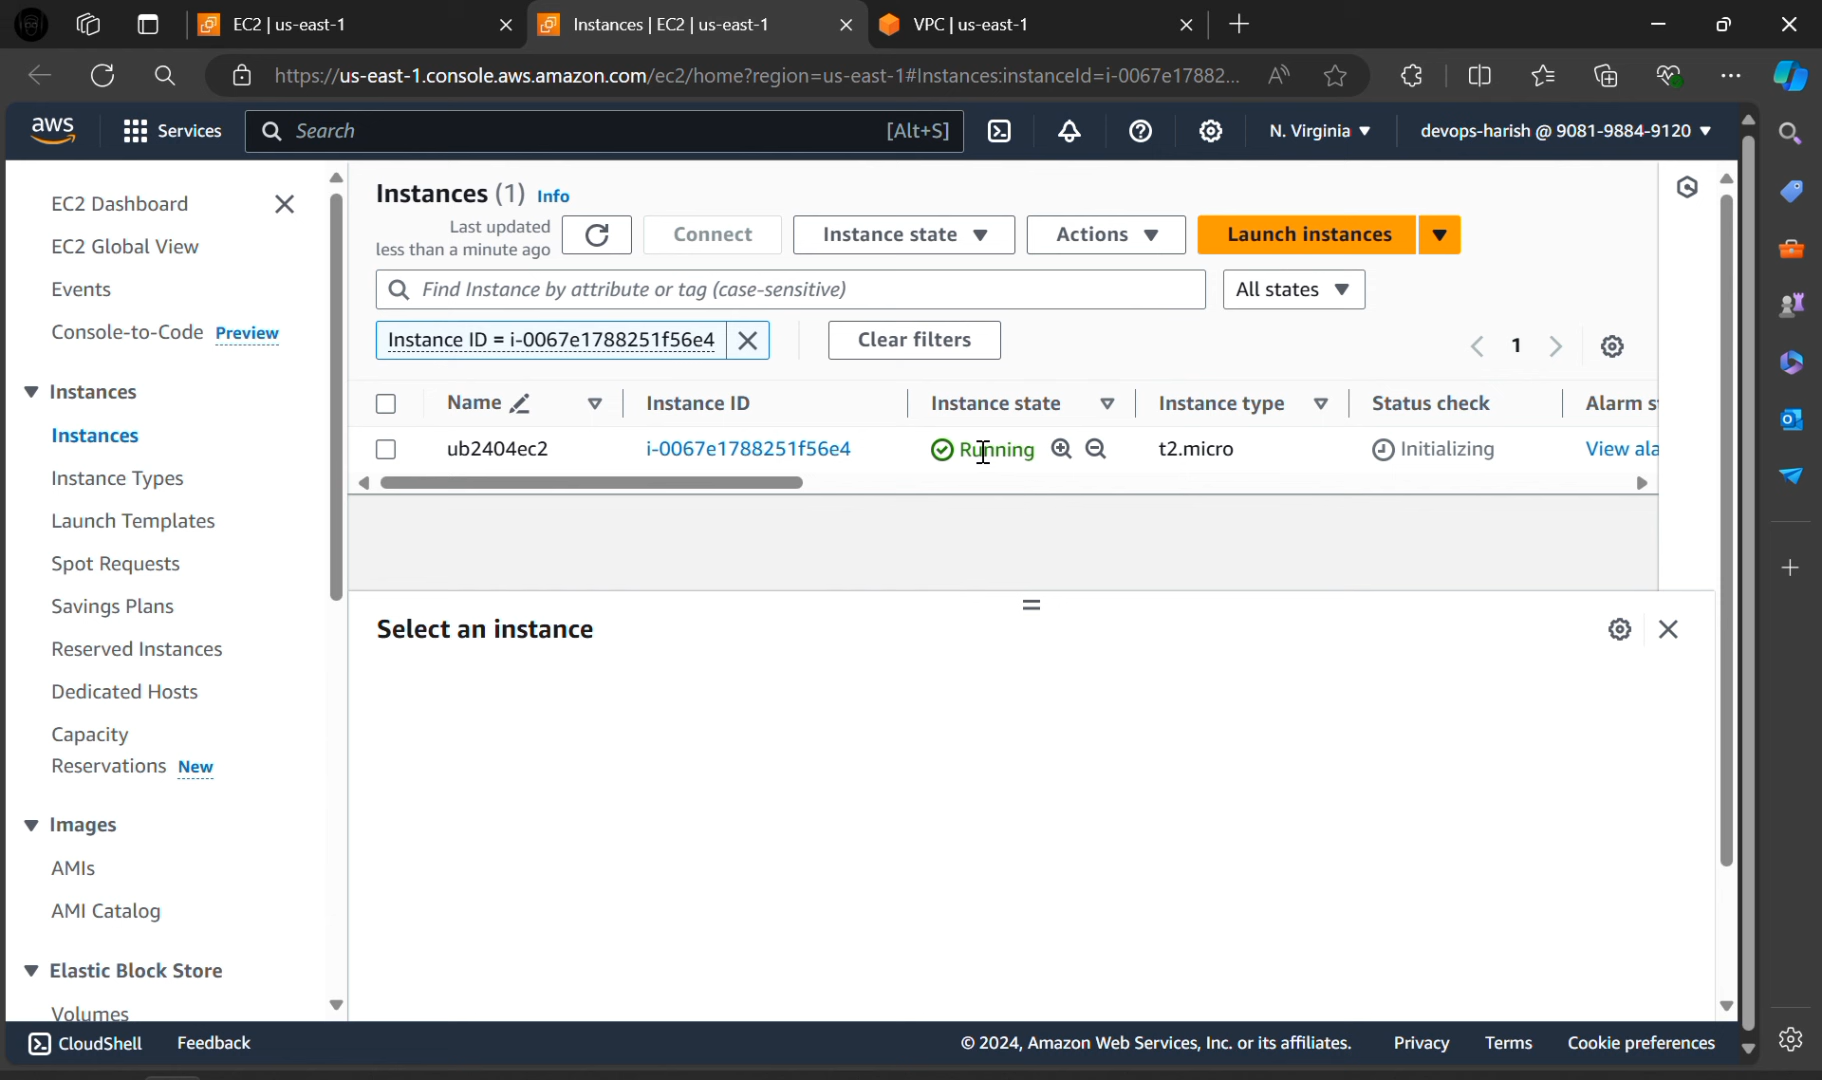 EC2 | us-east-1
Instances | EC2 | us-east-1
VPC | us-east-1
https://us-east-1.console.aws.amazon.com/ec2/home?region=us-east-1#Instances:instanceId=i-0067e17882...
aws
Services
Search
[Alt+S]
N. Virginia
devops-harish @ 9081-9884-9120
EC2 Dashboard
EC2 Global View
Events
Console-to-Code Preview
Instances
Instances
Instance Types
Launch Templates
Spot Requests
Savings Plans
Reserved Instances
Dedicated Hosts
Capacity
Reservations New
Images
AMIs
AMI Catalog
Elastic Block Store
Volumes
Instances (1) Info
Last updated
less than a minute ago
Connect
Instance state
Actions
Launch instances
Find Instance by attribute or tag (case-sensitive)
All states
Instance ID = i-0067e1788251f56e4
Clear filters
1
Name
Instance ID
Instance state
Instance type
Status check
Alarm s
ub2404ec2
i-0067e1788251f56e4
Running
t2.micro
Initializing
View ala
Select an instance
CloudShell
Feedback
© 2024, Amazon Web Services, Inc. or its affiliates.
Privacy
Terms
Cookie preferences